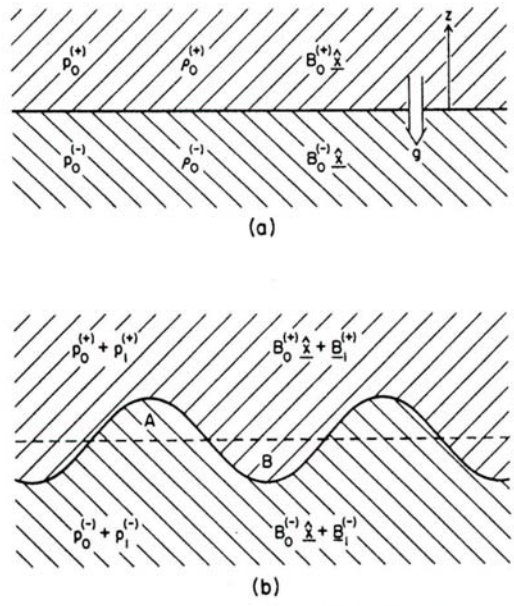 p₀⁽⁺⁾ ρ₀⁽⁺⁾ B₀⁽⁺⁾ x̂ z
p₀⁽⁻⁾ ρ₀⁽⁻⁾ B₀⁽⁻⁾ x̂ g
(a)
p₀⁽⁺⁾ + p₁⁽⁺⁾ B₀⁽⁺⁾ x̂ + B₁⁽⁺⁾
A
B
p₀⁽⁻⁾ + p₁⁽⁻⁾ B₀⁽⁻⁾ x̂ + B₁⁽⁻⁾
(b)